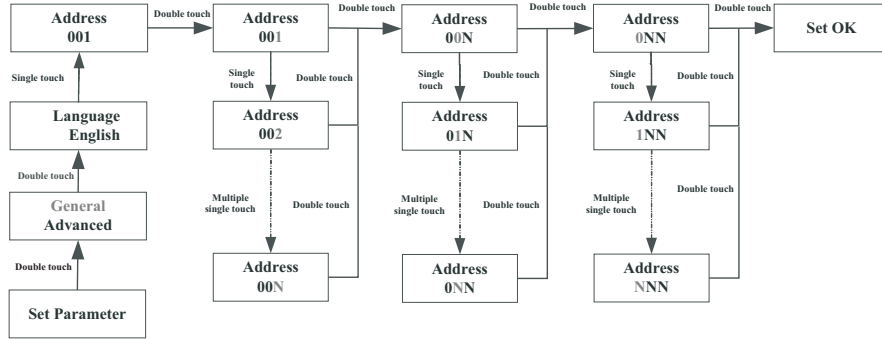 Address
001
Double touch
Address
001
Double touch
Address
00N
Double touch
Address
0NN
Double touch
Set OK
Single touch
Single
touch
Double touch
Single
touch
Double touch
Single
touch
Double touch
Language
English
Address
002
Address
01N
Address
1NN
Double touch
General
Advanced
Multiple
single touch
Double touch
Multiple
single touch
Double touch
Multiple
single touch
Double touch
Double touch
Address
00N
Address
0NN
Address
NNN
Set Parameter